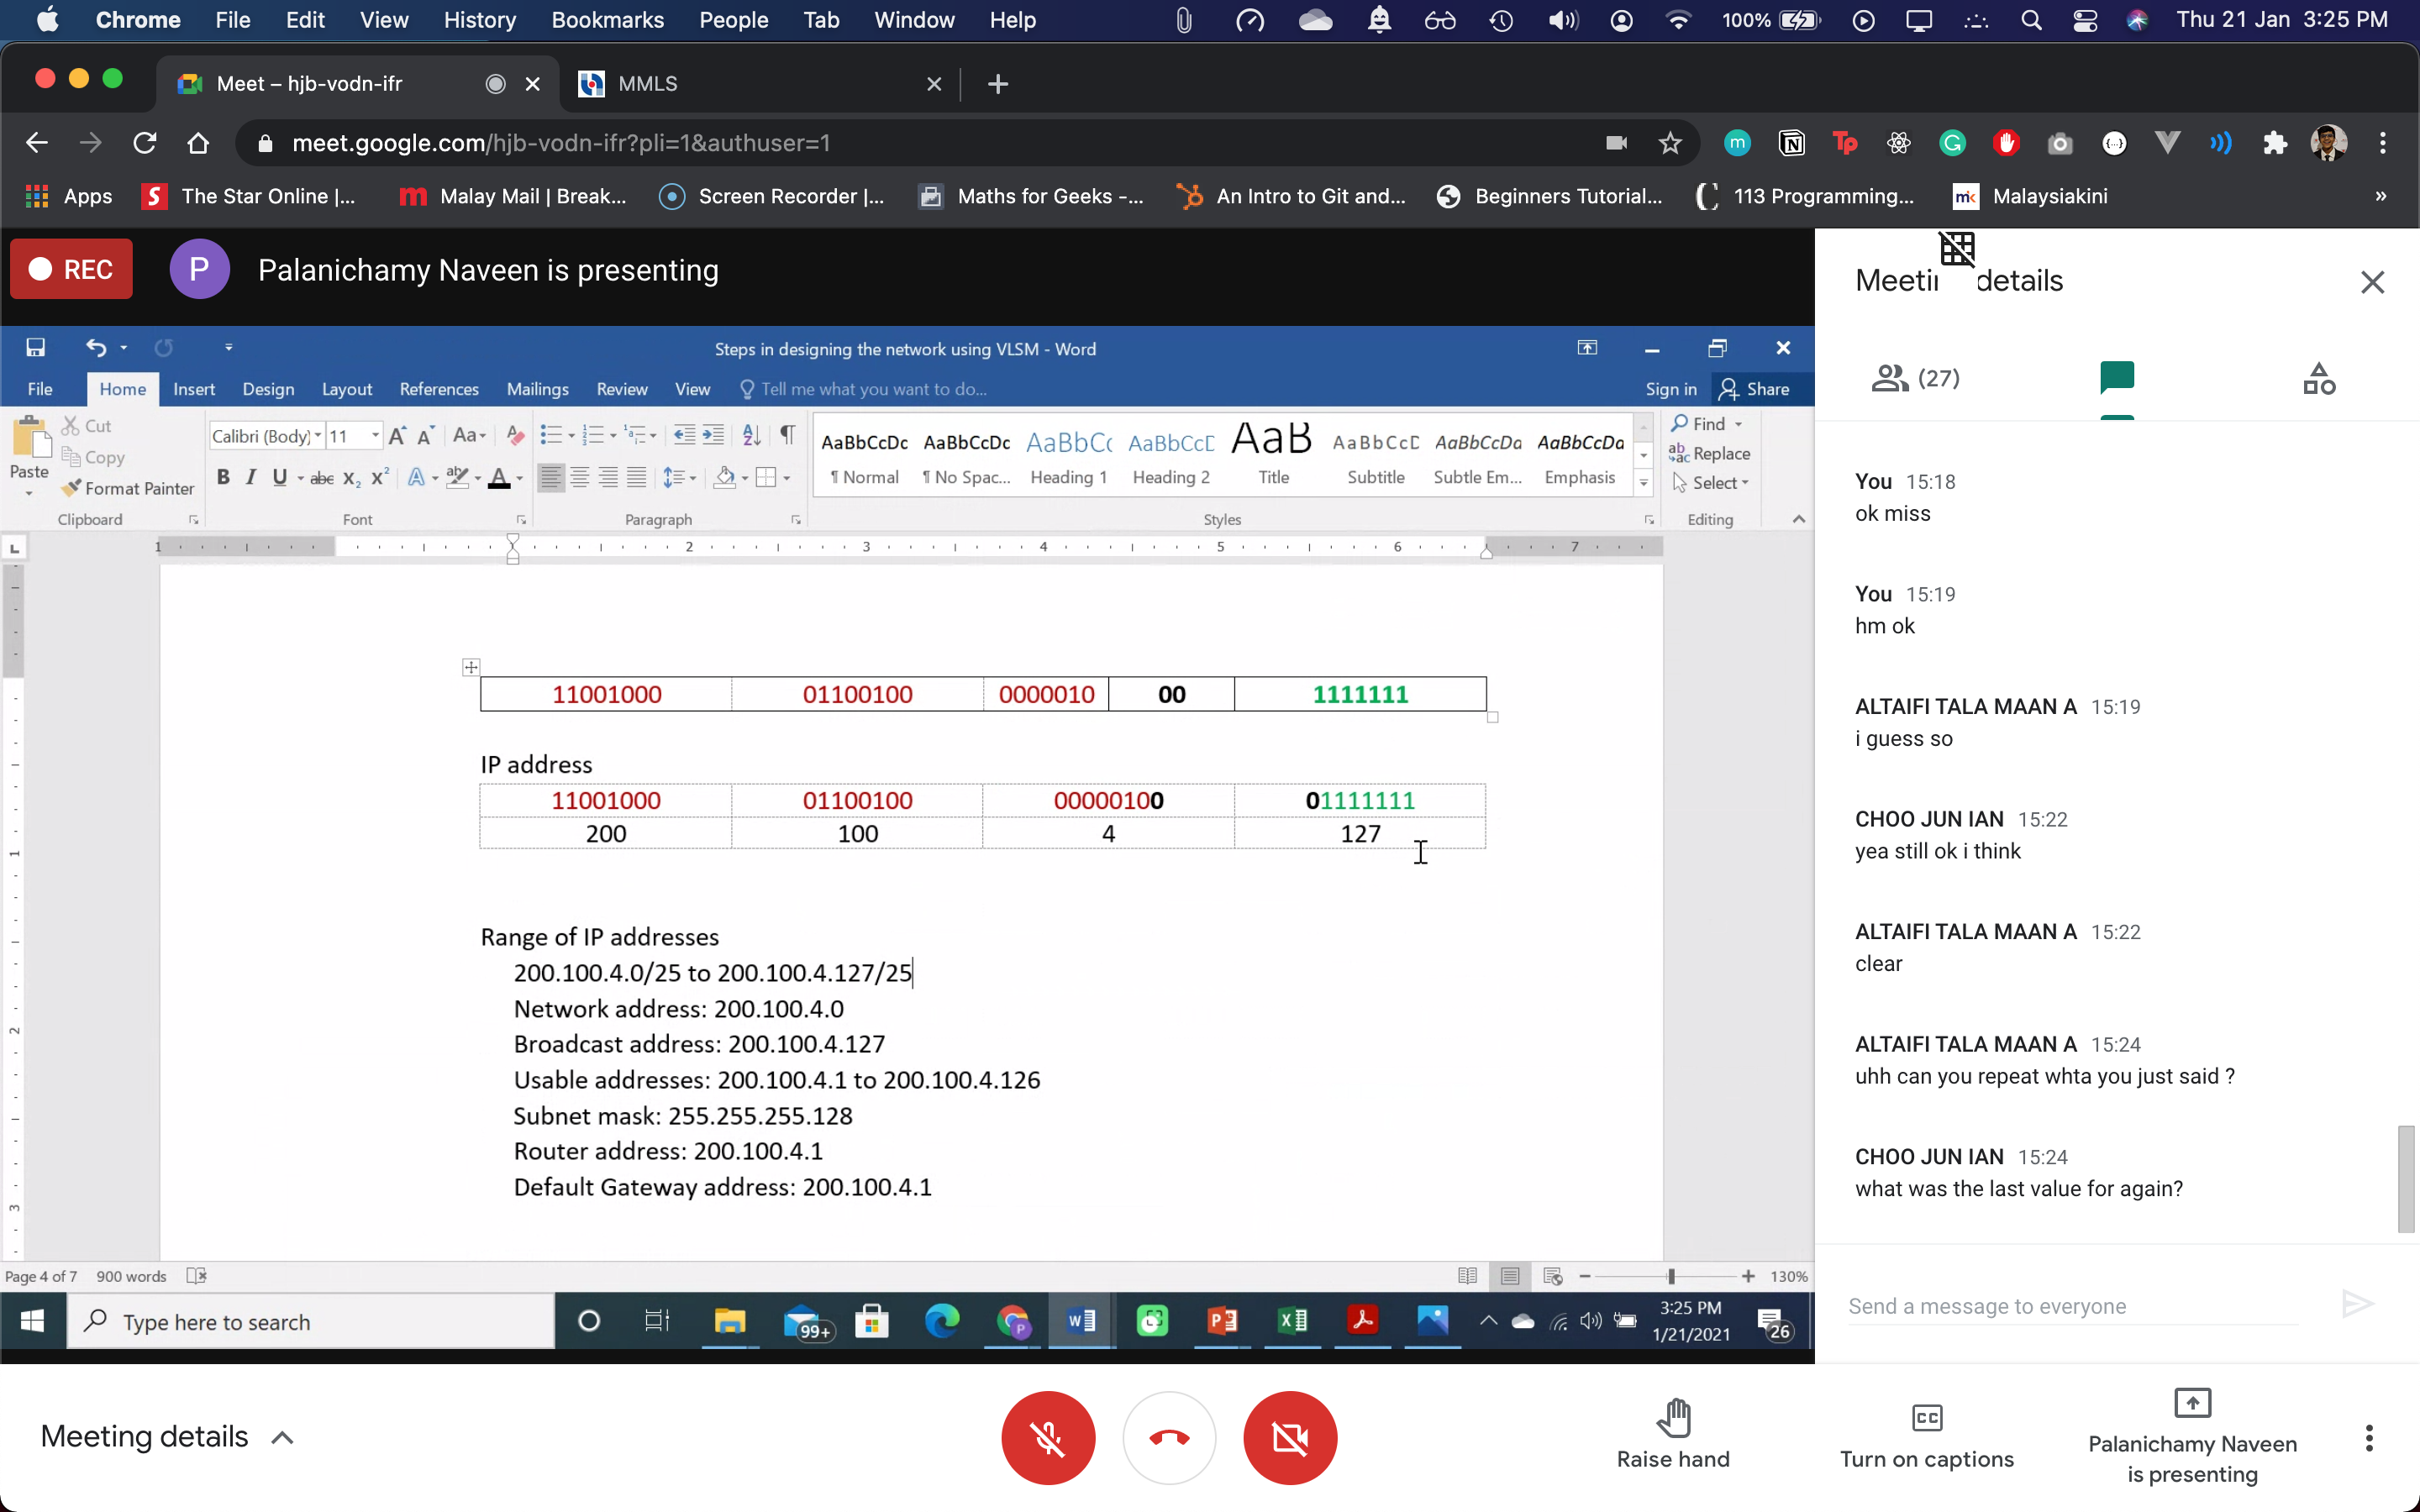 Chrome File Edit View History Bookmarks People Tab Window Help 100% Thu 21 Jan 3:25 PM
Meet – hjb-vodn-ifr MMLS
meet.google.com/hjb-vodn-ifr?pli=1&authuser=1
Apps The Star Online |... Malay Mail | Break... Screen Recorder |... Maths for Geeks -... An Intro to Git and... Beginners Tutorial... 113 Programming... Malaysiakini »
REC P Palanichamy Naveen is presenting
Steps in designing the network using VLSM - Word
File Home Insert Design Layout References Mailings Review View Tell me what you want to do... Sign in Share
Paste Cut Copy Format Painter
Clipboard
Calibri (Body) 11
Font
Paragraph
AaBbCcDc AaBbCcDc AaBbCc AaBbCcD AaB AaBbCcD AaBbCcDa AaBbCcDa
¶ Normal ¶ No Spac... Heading 1 Heading 2 Title Subtitle Subtle Em... Emphasis
Styles
Find
Replace
Select
Editing
1 2 3 4 5 6 7
11001000 01100100 0000010 00 1111111
IP address
11001000 01100100 00000100 01111111
200 100 4 127
Range of IP addresses
200.100.4.0/25 to 200.100.4.127/25
Network address: 200.100.4.0
Broadcast address: 200.100.4.127
Usable addresses: 200.100.4.1 to 200.100.4.126
Subnet mask: 255.255.255.128
Router address: 200.100.4.1
Default Gateway address: 200.100.4.1
Page 4 of 7 900 words 130%
Type here to search 99+ 3:25 PM
1/21/2021 26
Meeti details
(27)
You 15:18
ok miss
You 15:19
hm ok
ALTAIFI TALA MAAN A 15:19
i guess so
CHOO JUN IAN 15:22
yea still ok i think
ALTAIFI TALA MAAN A 15:22
clear
ALTAIFI TALA MAAN A 15:24
uhh can you repeat whta you just said ?
CHOO JUN IAN 15:24
what was the last value for again?
Send a message to everyone
Meeting details
Raise hand
Turn on captions
Palanichamy Naveen
is presenting